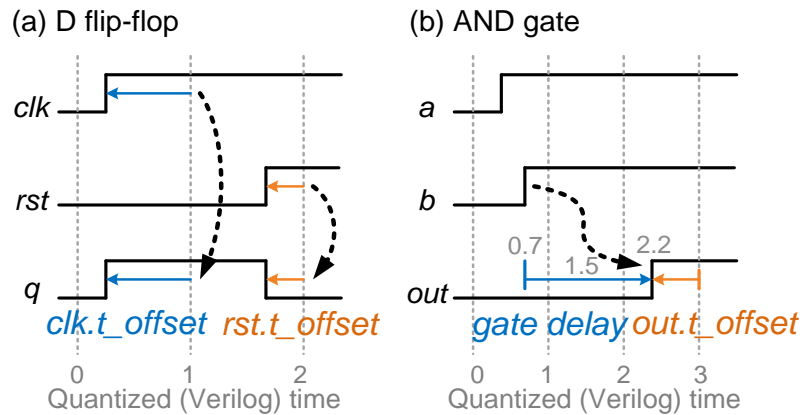 (a) D flip-flop
clk
rst
q
clk.t_offset rst.t_offset
0 1 2
Quantized (Verilog) time
(b) AND gate
a
b
0.7 1.5 2.2
out
gate delay out.t_offset
0 1 2 3
Quantized (Verilog) time